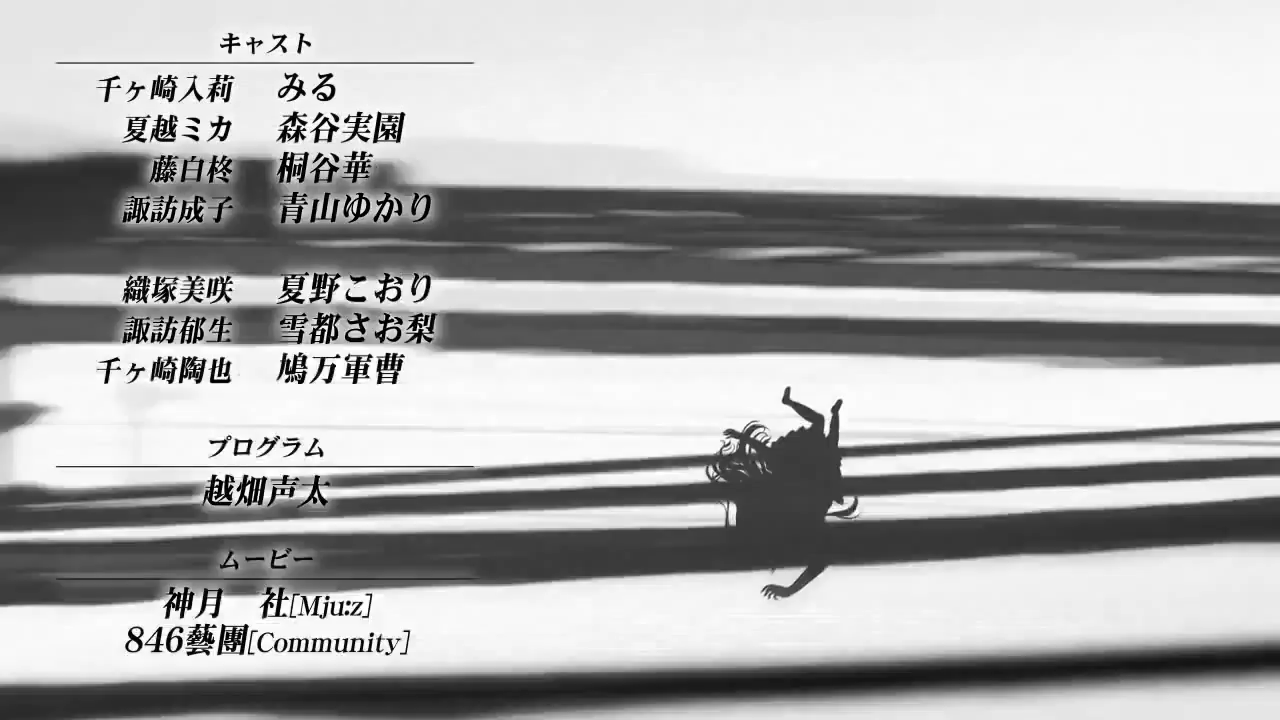 キャスト
千ヶ崎入莉 みる
夏越ミカ 森谷実園
藤白柊 桐谷華
諏訪成子 青山ゆかり
織塚美咲 夏野こおり
諏訪郁生 雪都さお梨
千ヶ崎陶也 鳩万軍曹
プログラム
越畑声太
ムービー
神月 社[Mju:z]
846藝團[Community]